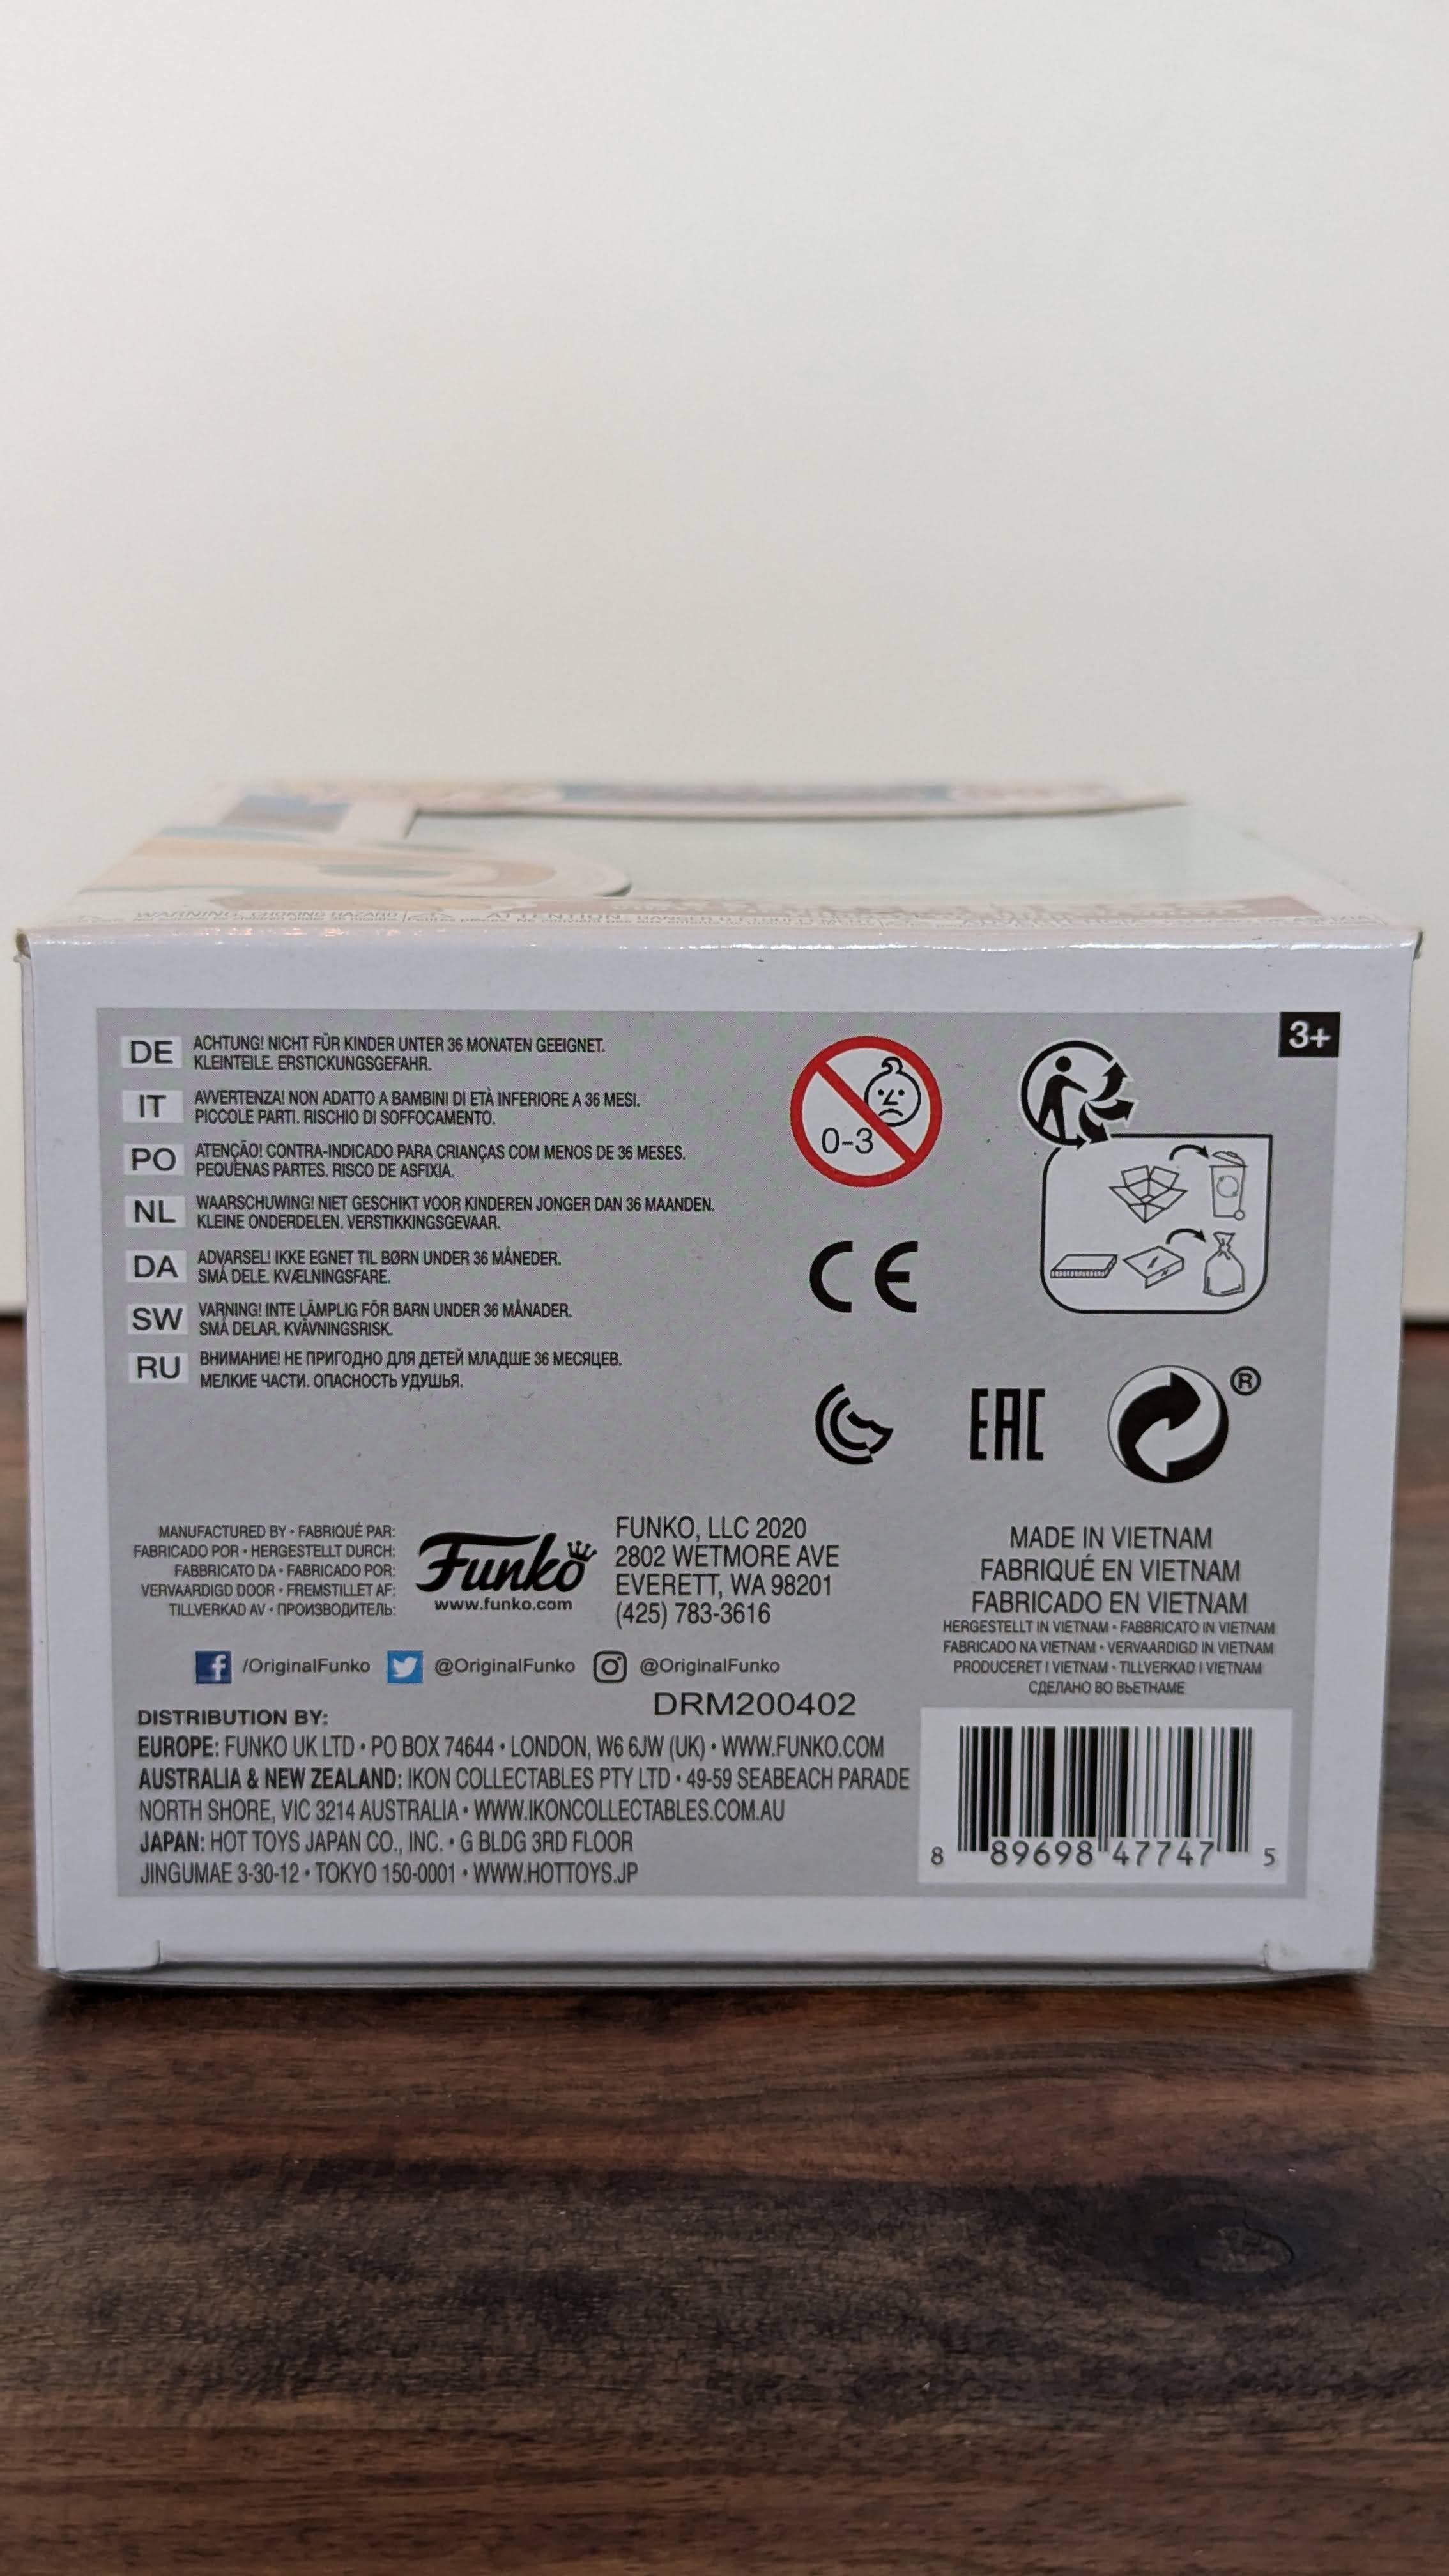 WARNING: CHOKING HAZARD
ATTENTION:
3+
DE ACHTUNG! NICHT FÜR KINDER UNTER 36 MONATEN GEEIGNET.
KLEINTEILE. ERSTICKUNGSGEFAHR.
IT AVVERTENZA! NON ADATTO A BAMBINI DI ETÀ INFERIORE A 36 MESI.
PICCOLE PARTI. RISCHIO DI SOFFOCAMENTO.
PO ATENÇÃO! CONTRA-INDICADO PARA CRIANÇAS COM MENOS DE 36 MESES.
PEQUENAS PARTES. RISCO DE ASFIXIA.
NL WAARSCHUWING! NIET GESCHIKT VOOR KINDEREN JONGER DAN 36 MAANDEN.
KLEINE ONDERDELEN. VERSTIKKINGSGEVAAR.
DA ADVARSEL! IKKE EGNET TIL BØRN UNDER 36 MÅNEDER.
SMÅ DELE. KVÆLNINGSFARE.
SW VARNING! INTE LÄMPLIG FÖR BARN UNDER 36 MÅNADER.
SMÅ DELAR. KVÄVNINGSRISK.
RU ВНИМАНИЕ! НЕ ПРИГОДНО ДЛЯ ДЕТЕЙ МЛАДШЕ 36 МЕСЯЦЕВ.
МЕЛКИЕ ЧАСТИ. ОПАСНОСТЬ УДУШЬЯ.
0-3
CE
EAC
®
MANUFACTURED BY • FABRIQUÉ PAR:
FABRICADO POR • HERGESTELLT DURCH:
FABBRICATO DA • FABRICADO POR:
VERVAARDIGD DOOR • FREMSTILLET AF:
TILLVERKAD AV • ПРОИЗВОДИТЕЛЬ:
Funko
www.funko.com
FUNKO, LLC 2020
2802 WETMORE AVE
EVERETT, WA 98201
(425) 783-3616
MADE IN VIETNAM
FABRIQUÉ EN VIETNAM
FABRICADO EN VIETNAM
HERGESTELLT IN VIETNAM • FABBRICATO IN VIETNAM
FABRICADO NA VIETNAM • VERVAARDIGD IN VIETNAM
PRODUCERET I VIETNAM • TILLVERKAD I VIETNAM
СДЕЛАНО ВО ВЬЕТНАМЕ
/OriginalFunko @OriginalFunko @OriginalFunko
DRM200402
DISTRIBUTION BY:
EUROPE: FUNKO UK LTD • PO BOX 74644 • LONDON, W6 6JW (UK) • WWW.FUNKO.COM
AUSTRALIA & NEW ZEALAND: IKON COLLECTABLES PTY LTD • 49-59 SEABEACH PARADE
NORTH SHORE, VIC 3214 AUSTRALIA • WWW.IKONCOLLECTABLES.COM.AU
JAPAN: HOT TOYS JAPAN CO., INC. • G BLDG 3RD FLOOR
JINGUMAE 3-30-12 • TOKYO 150-0001 • WWW.HOTTOYS.JP
8 89698 47747 5